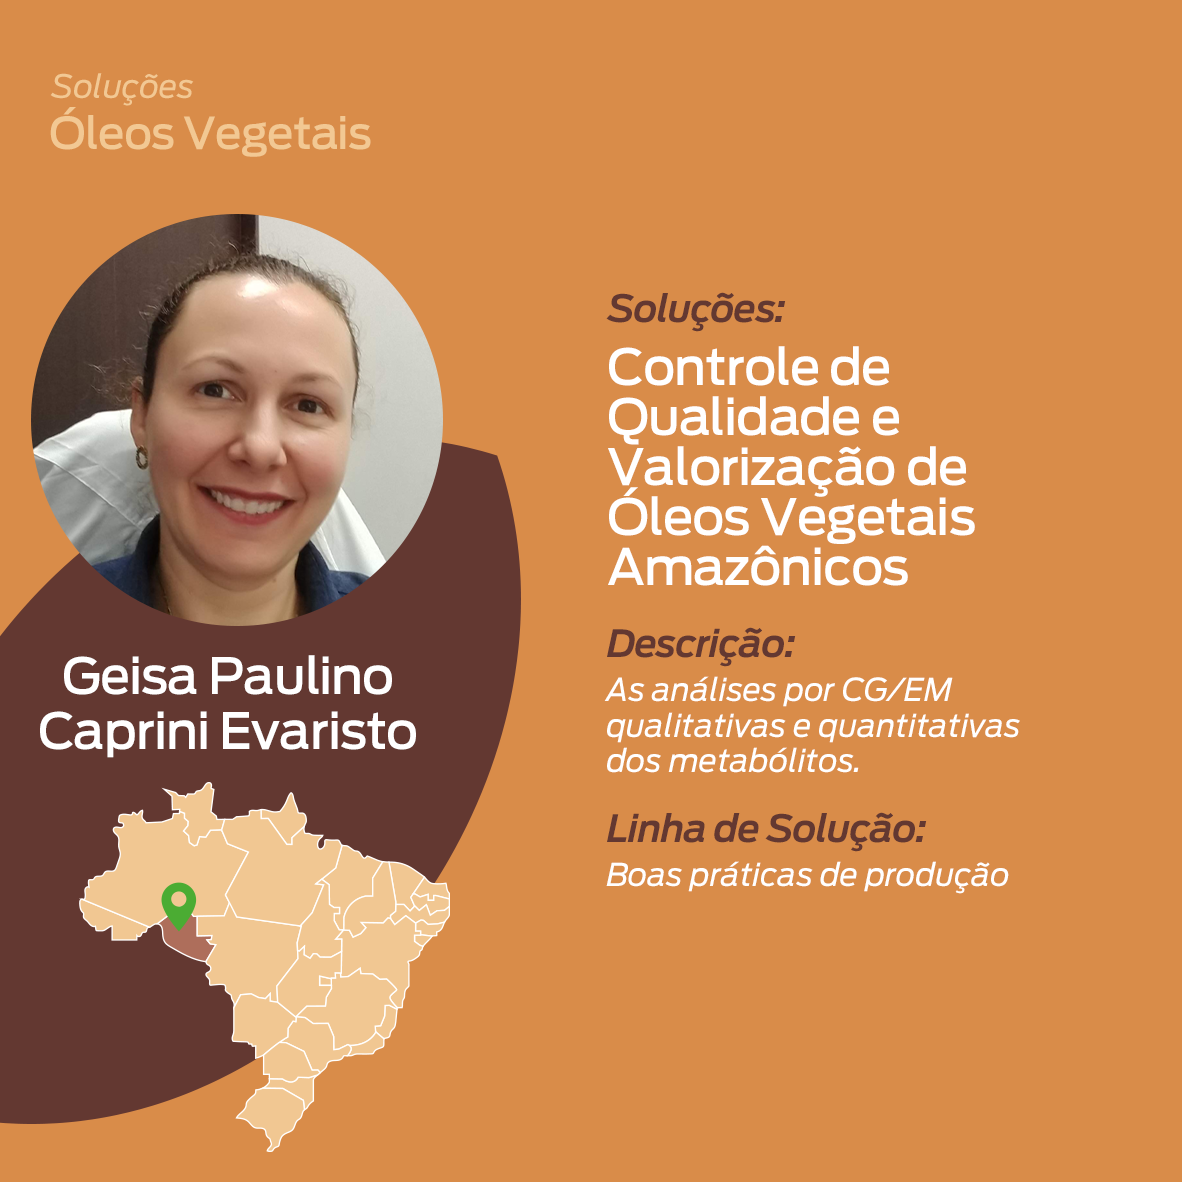 Soluções
Óleos Vegetais
Geisa Paulino
Caprini Evaristo
Soluções:
Controle de
Qualidade e
Valorização de
Óleos Vegetais
Amazônicos
Descrição:
As análises por CG/EM
qualitativas e quantitativas
dos metabólitos.
Linha de Solução:
Boas práticas de produção